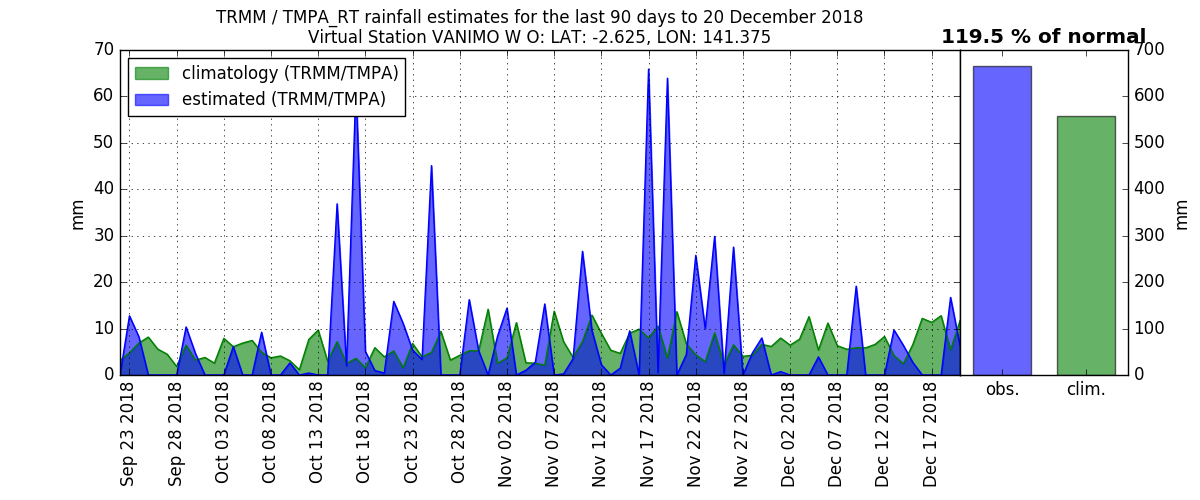 TRMM / TMPA_RT rainfall estimates for the last 90 days to 20 December 2018
Virtual Station VANIMO W O: LAT: -2.625, LON: 141.375
119.5 % of normal
climatology (TRMM/TMPA)
estimated (TRMM/TMPA)
70
60
50
40
30
20
10
0
mm
700
600
500
400
300
200
100
0
mm
Sep 23 2018
Sep 28 2018
Oct 03 2018
Oct 08 2018
Oct 13 2018
Oct 18 2018
Oct 23 2018
Oct 28 2018
Nov 02 2018
Nov 07 2018
Nov 12 2018
Nov 17 2018
Nov 22 2018
Nov 27 2018
Dec 02 2018
Dec 07 2018
Dec 12 2018
Dec 17 2018
obs.
clim.